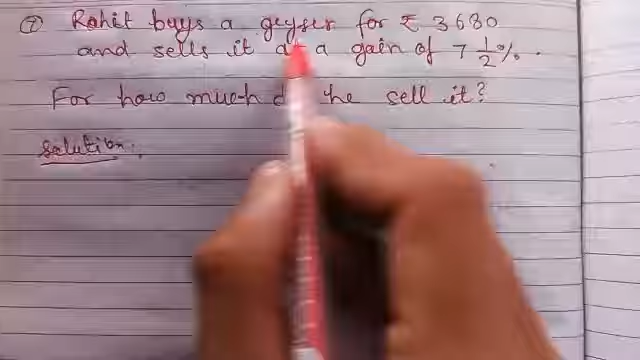 ⑦ Rohit buys a geyser for ₹ 3680
and sells it at a gain of 7 1/2 %.
For how much he sell it?
Solution: